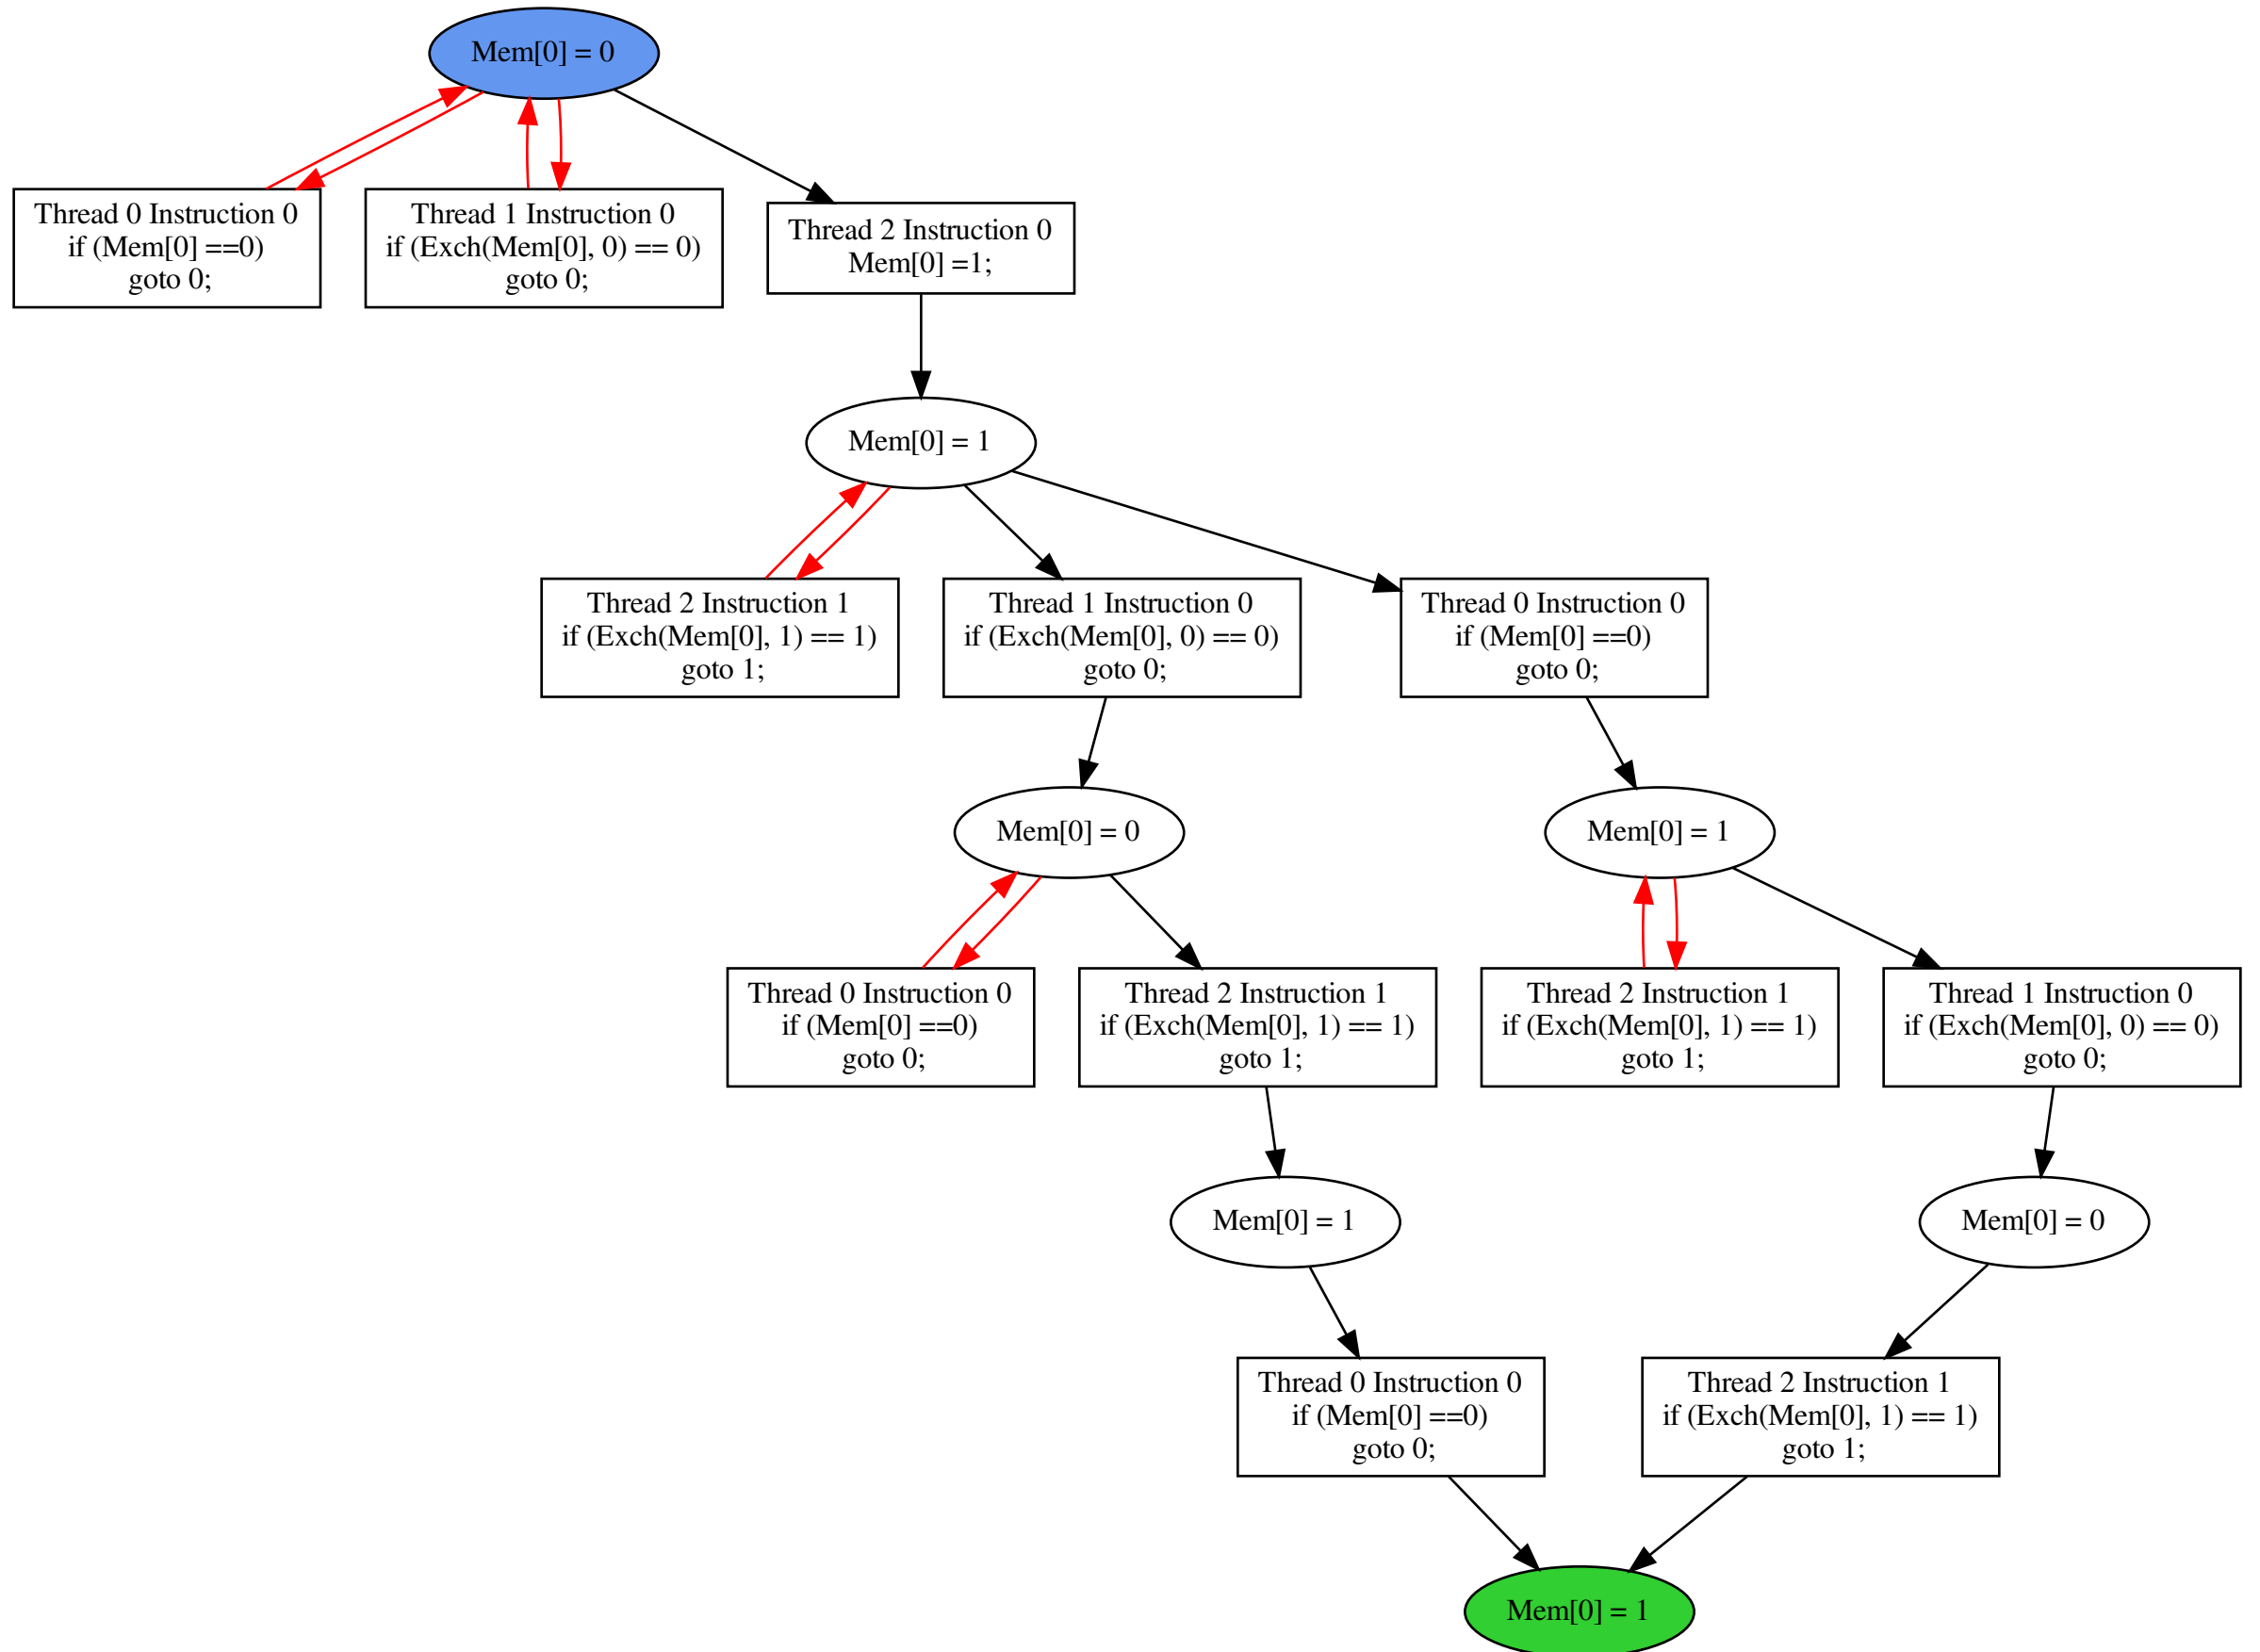 Mem[0] = 0
Thread 0 Instruction 0
if (Mem[0] ==0)
goto 0;
Thread 1 Instruction 0
if (Exch(Mem[0], 0) == 0)
goto 0;
Thread 2 Instruction 0
Mem[0] =1;
Mem[0] = 1
Thread 2 Instruction 1
if (Exch(Mem[0], 1) == 1)
goto 1;
Thread 1 Instruction 0
if (Exch(Mem[0], 0) == 0)
goto 0;
Thread 0 Instruction 0
if (Mem[0] ==0)
goto 0;
Mem[0] = 0
Mem[0] = 1
Thread 0 Instruction 0
if (Mem[0] ==0)
goto 0;
Thread 2 Instruction 1
if (Exch(Mem[0], 1) == 1)
goto 1;
Thread 2 Instruction 1
if (Exch(Mem[0], 1) == 1)
goto 1;
Thread 1 Instruction 0
if (Exch(Mem[0], 0) == 0)
goto 0;
Mem[0] = 1
Mem[0] = 0
Thread 0 Instruction 0
if (Mem[0] ==0)
goto 0;
Thread 2 Instruction 1
if (Exch(Mem[0], 1) == 1)
goto 1;
Mem[0] = 1